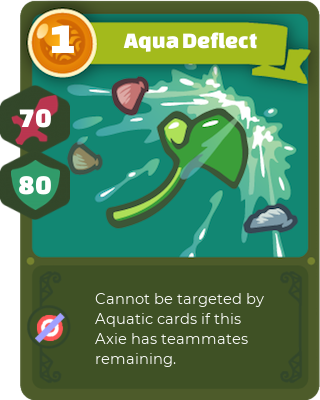 1
Aqua Deflect
70
80
Cannot be targeted by
Aquatic cards if this
Axie has teammates
remaining.